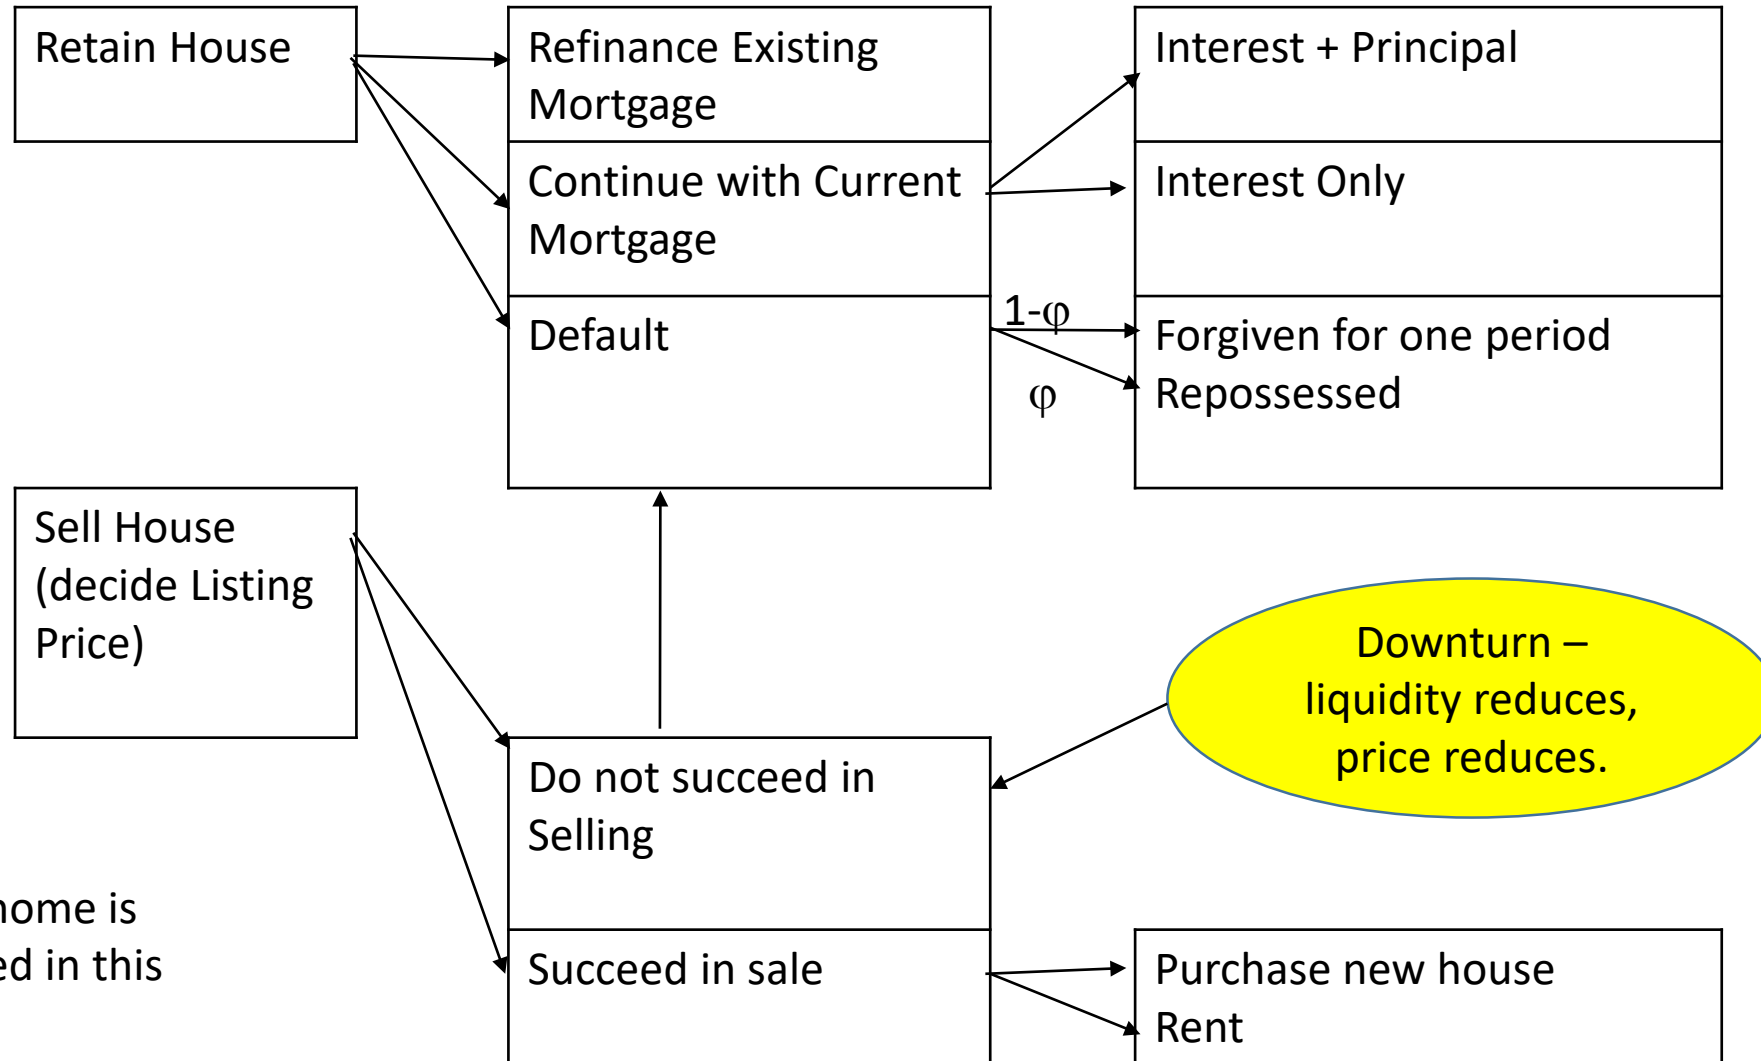 Retain House
Refinance Existing
Mortgage
Interest + Principal
Continue with Current
Mortgage
Interest Only
Default
1-φ
φ
Forgiven for one period
Repossessed
Sell House
(decide Listing
Price)
Downturn –
liquidity reduces,
price reduces.
Do not succeed in
Selling
home is
ed in this
Succeed in sale
Purchase new house
Rent